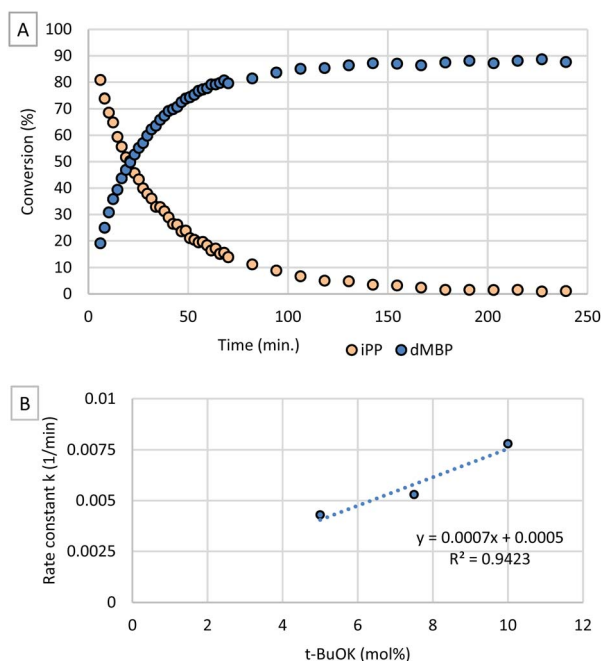 A
100
90
80
70
60
50
40
30
20
10
0
Conversion (%)
0 50 100 150 200 250
Time (min.)
iPP dMBP
B
0.01
0.0075
0.005
0.0025
0
Rate constant k (1/min)
y = 0.0007x + 0.0005
R² = 0.9423
0 2 4 6 8 10 12
t-BuOK (mol%)